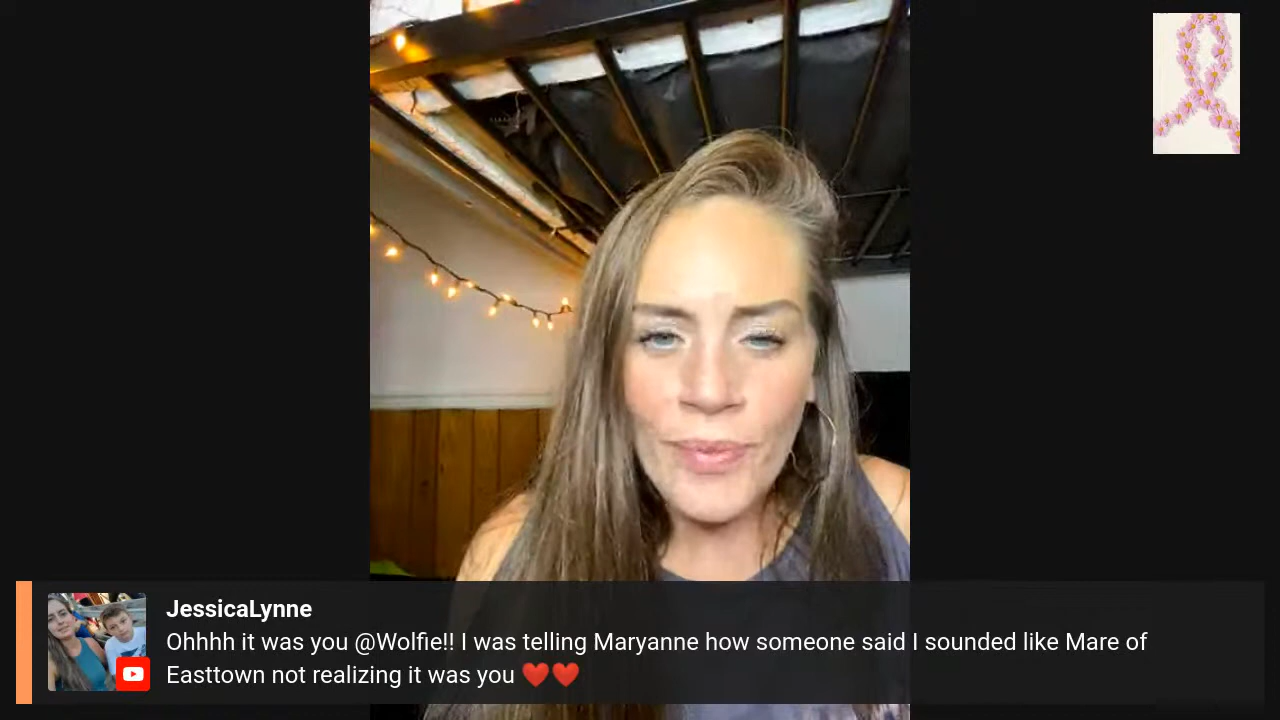 JessicaLynne
Ohhhh it was you @Wolfie!! I was telling Maryanne how someone said I sounded like Mare of
Easttown not realizing it was you ❤️❤️